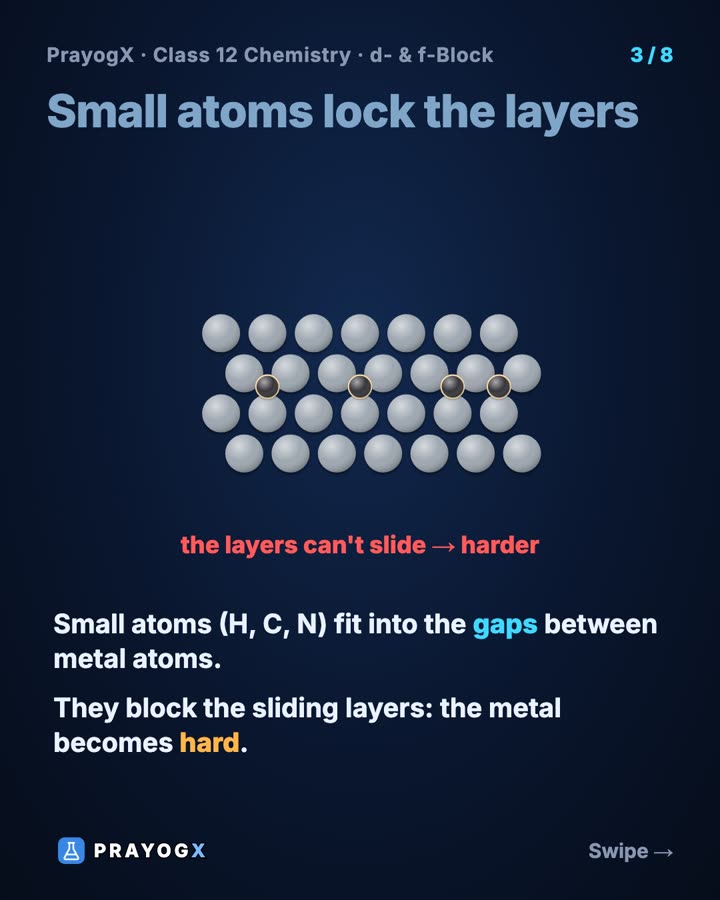 PrayogX · Class 12 Chemistry · d- & f-Block
3 / 8
Small atoms lock the layers
the layers can't slide → harder
Small atoms (H, C, N) fit into the gaps between
metal atoms.
They block the sliding layers: the metal
becomes hard.
PRAYOGX
Swipe →